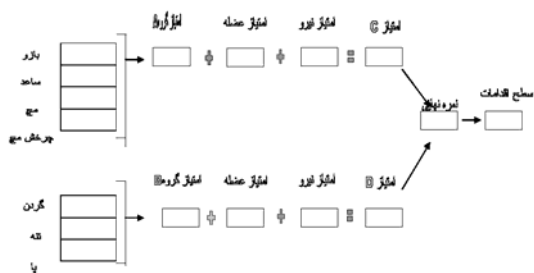 امتیاز گروه A
امتیاز عضله
امتیاز نیرو
امتیاز C
بازو
ساعد
مچ
چرخش مچ
+ + =
نمره نهایی
سطح اقدامات
امتیاز گروه B
امتیاز عضله
امتیاز نیرو
امتیاز D
گردن
تنه
پا
+ + =